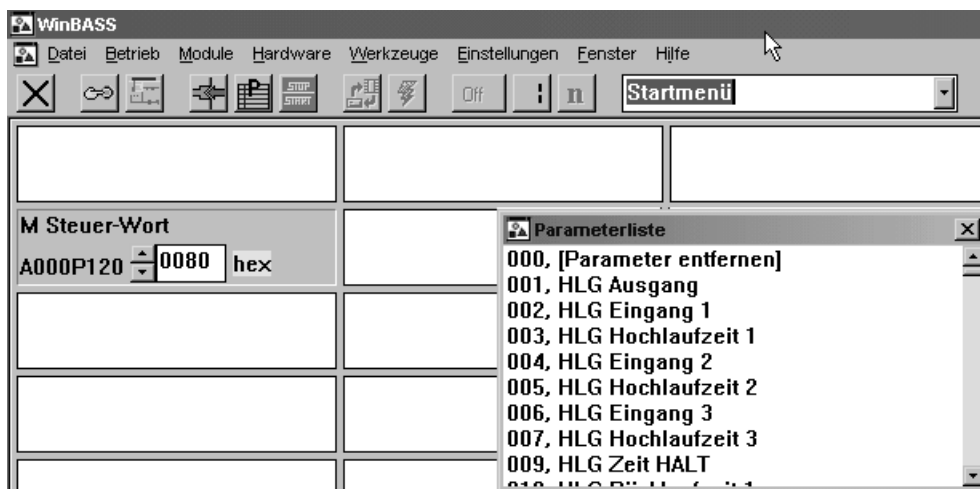 WinBASS
Datei Betrieb Module Hardware Werkzeuge Einstellungen Fenster Hilfe
STOP START Off n Startmenü
M Steuer-Wort
A000P120 0080 hex
Parameterliste
000, [Parameter entfernen]
001, HLG Ausgang
002, HLG Eingang 1
003, HLG Hochlaufzeit 1
004, HLG Eingang 2
005, HLG Hochlaufzeit 2
006, HLG Eingang 3
007, HLG Hochlaufzeit 3
009, HLG Zeit HALT